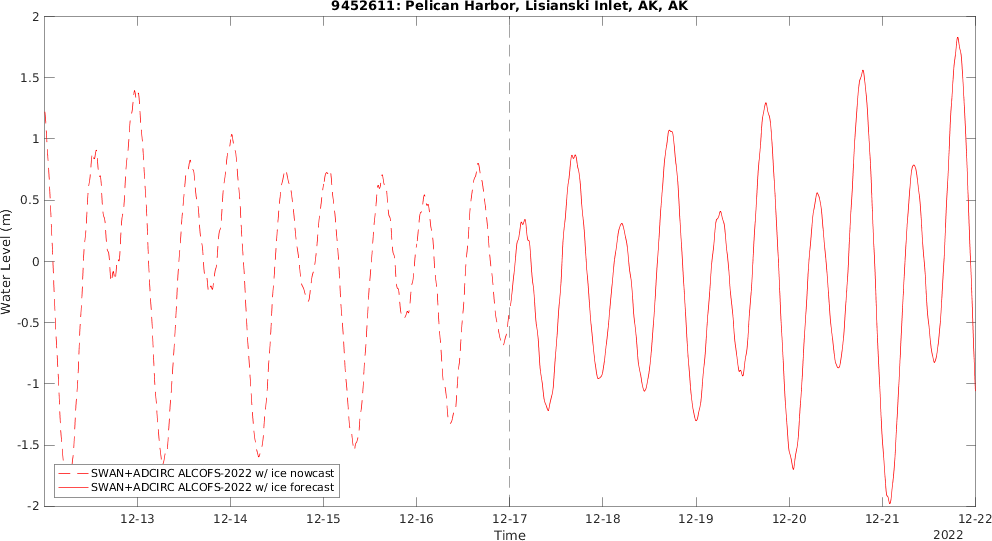 9452611: Pelican Harbor, Lisianski Inlet, AK, AK
Water Level (m)
2
1.5
1
0.5
0
-0.5
-1
-1.5
-2
SWAN+ADCIRC ALCOFS-2022 w/ ice nowcast
SWAN+ADCIRC ALCOFS-2022 w/ ice forecast
12-13 12-14 12-15 12-16 12-17 12-18 12-19 12-20 12-21 12-22
Time
2022